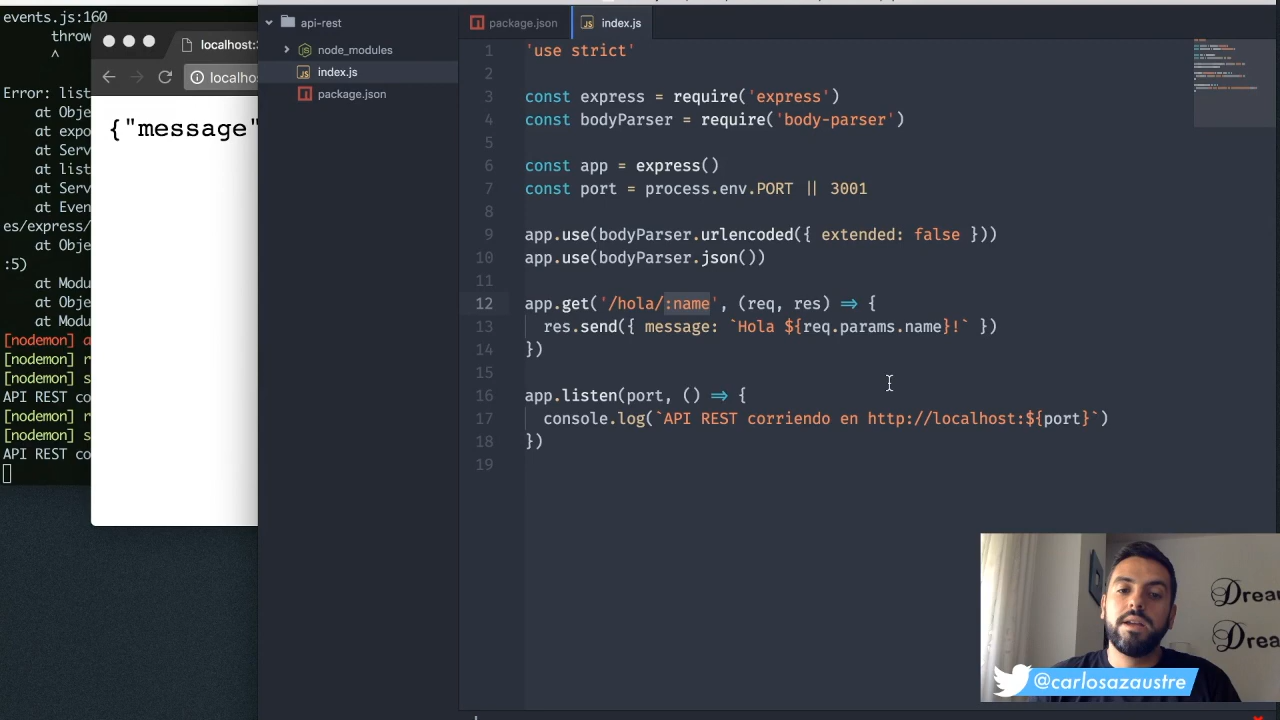 events.js:160
throw
^
Error: list
at Obje
at expo
at Serv
at list
at Serv
at Even
es/express/
at Obje
:5)
at Modu
at Obje
at Modu
[nodemon] a
[nodemon] r
[nodemon] s
API REST co
[nodemon] r
[nodemon] s
API REST co
localhost:
localho
{"message"
api-rest
node_modules
index.js
package.json
package.json
index.js
1 'use strict'
2
3 const express = require('express')
4 const bodyParser = require('body-parser')
5
6 const app = express()
7 const port = process.env.PORT || 3001
8
9 app.use(bodyParser.urlencoded({ extended: false }))
10 app.use(bodyParser.json())
11
12 app.get('/hola/:name', (req, res) => {
13 res.send({ message: `Hola ${req.params.name}!` })
14 })
15
16 app.listen(port, () => {
17 console.log(`API REST corriendo en http://localhost:${port}`)
18 })
19
Drea
Dre
@carlosazaustre